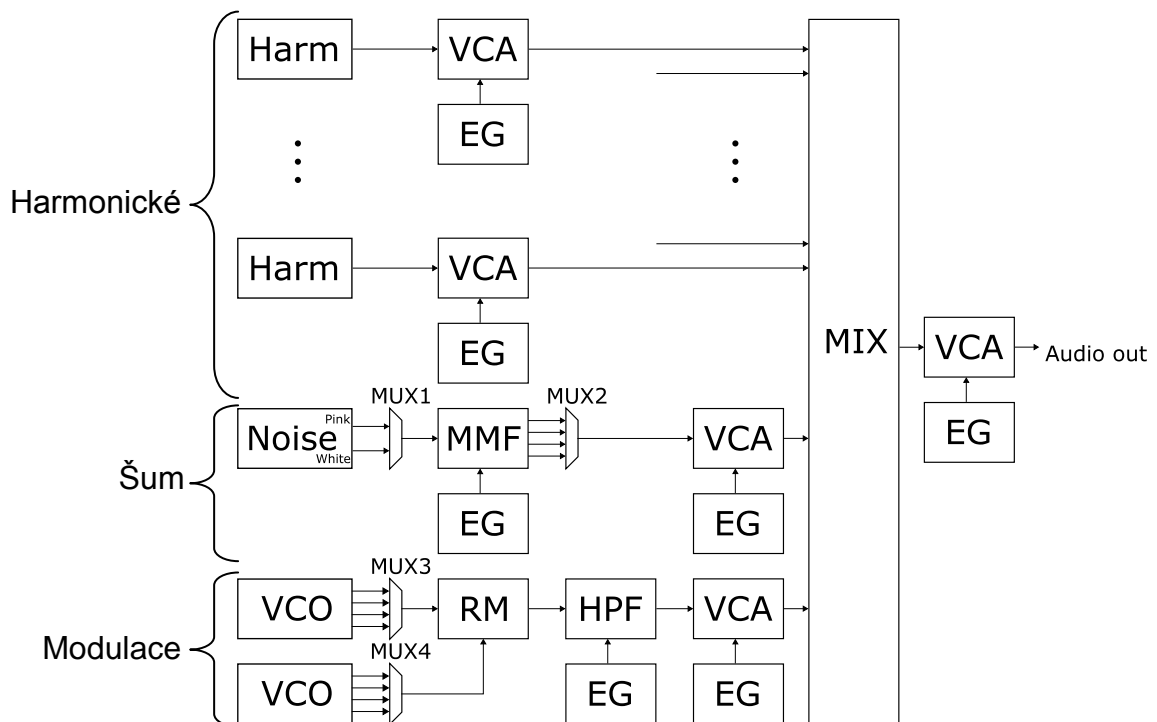 Harm
VCA
EG
Harmonické
Harm
VCA
EG
MIX
VCA
Audio out
EG
MUX1
MUX2
Pink
Noise
White
MMF
VCA
Šum
EG
EG
MUX3
VCO
RM
HPF
VCA
Modulace
MUX4
VCO
EG
EG